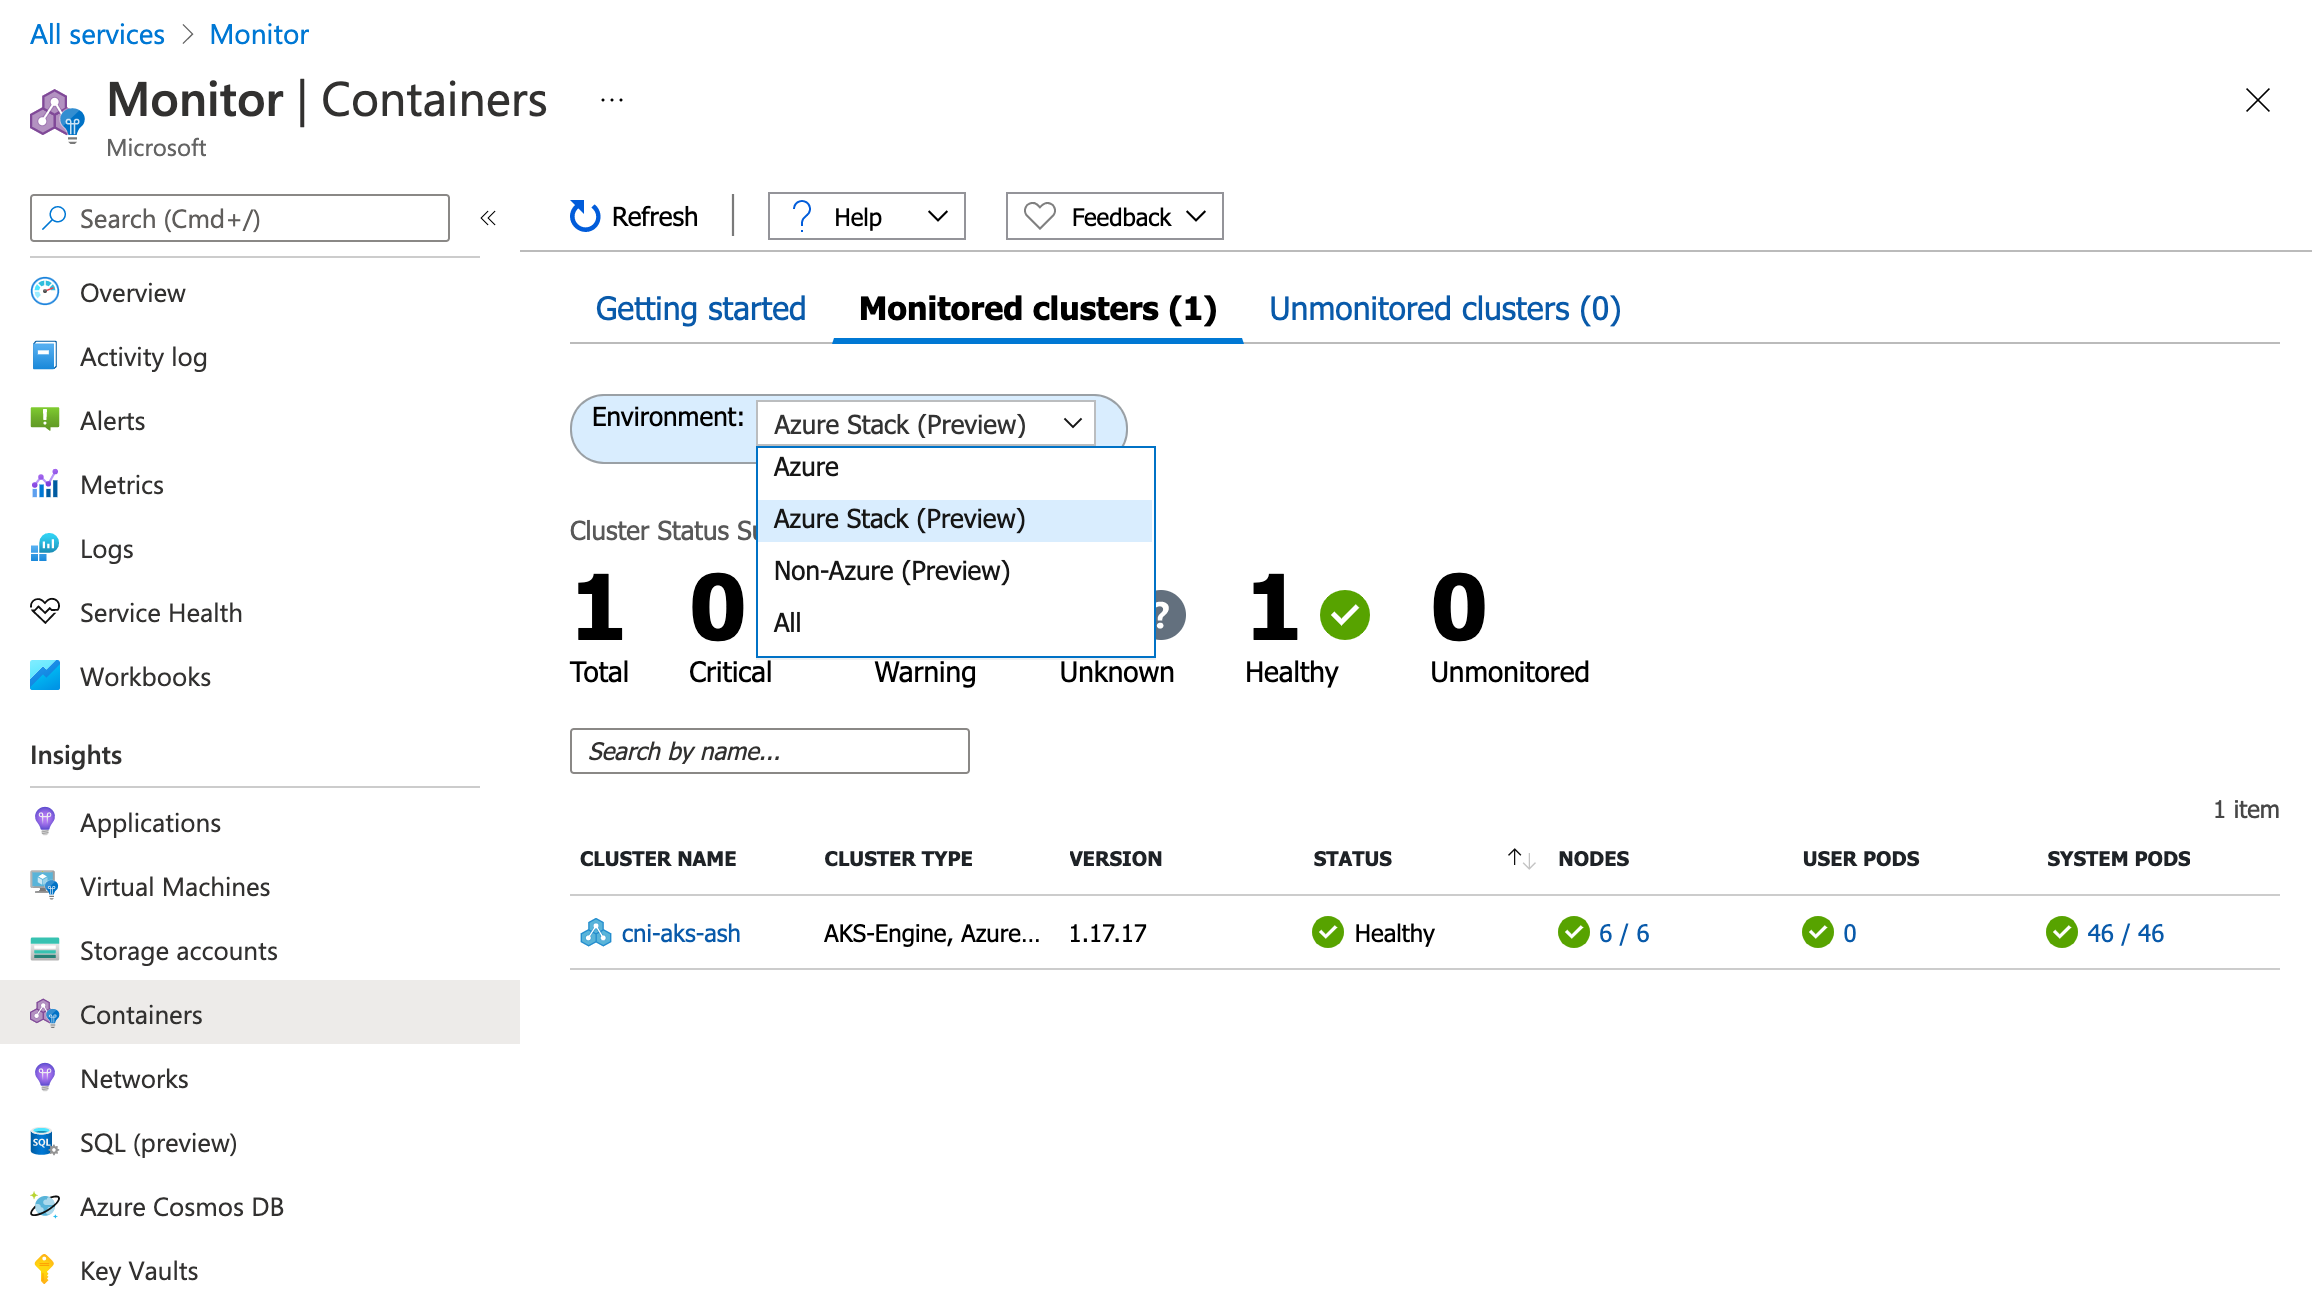 All services > Monitor
Monitor | Containers ...
Microsoft
Search (Cmd+/) «
Refresh
Help
Feedback
Overview
Activity log
Alerts
Metrics
Logs
Service Health
Workbooks
Insights
Applications
Virtual Machines
Storage accounts
Containers
Networks
SQL (preview)
Azure Cosmos DB
Key Vaults
Getting started Monitored clusters (1) Unmonitored clusters (0)
Environment: Azure Stack (Preview)
Azure
Azure Stack (Preview)
Non-Azure (Preview)
All
Cluster Status
1 0 ? 1 0
Total Critical Warning Unknown Healthy Unmonitored
Search by name...
1 item
CLUSTER NAME CLUSTER TYPE VERSION STATUS NODES USER PODS SYSTEM PODS
cni-aks-ash AKS-Engine, Azure... 1.17.17 Healthy 6 / 6 0 46 / 46